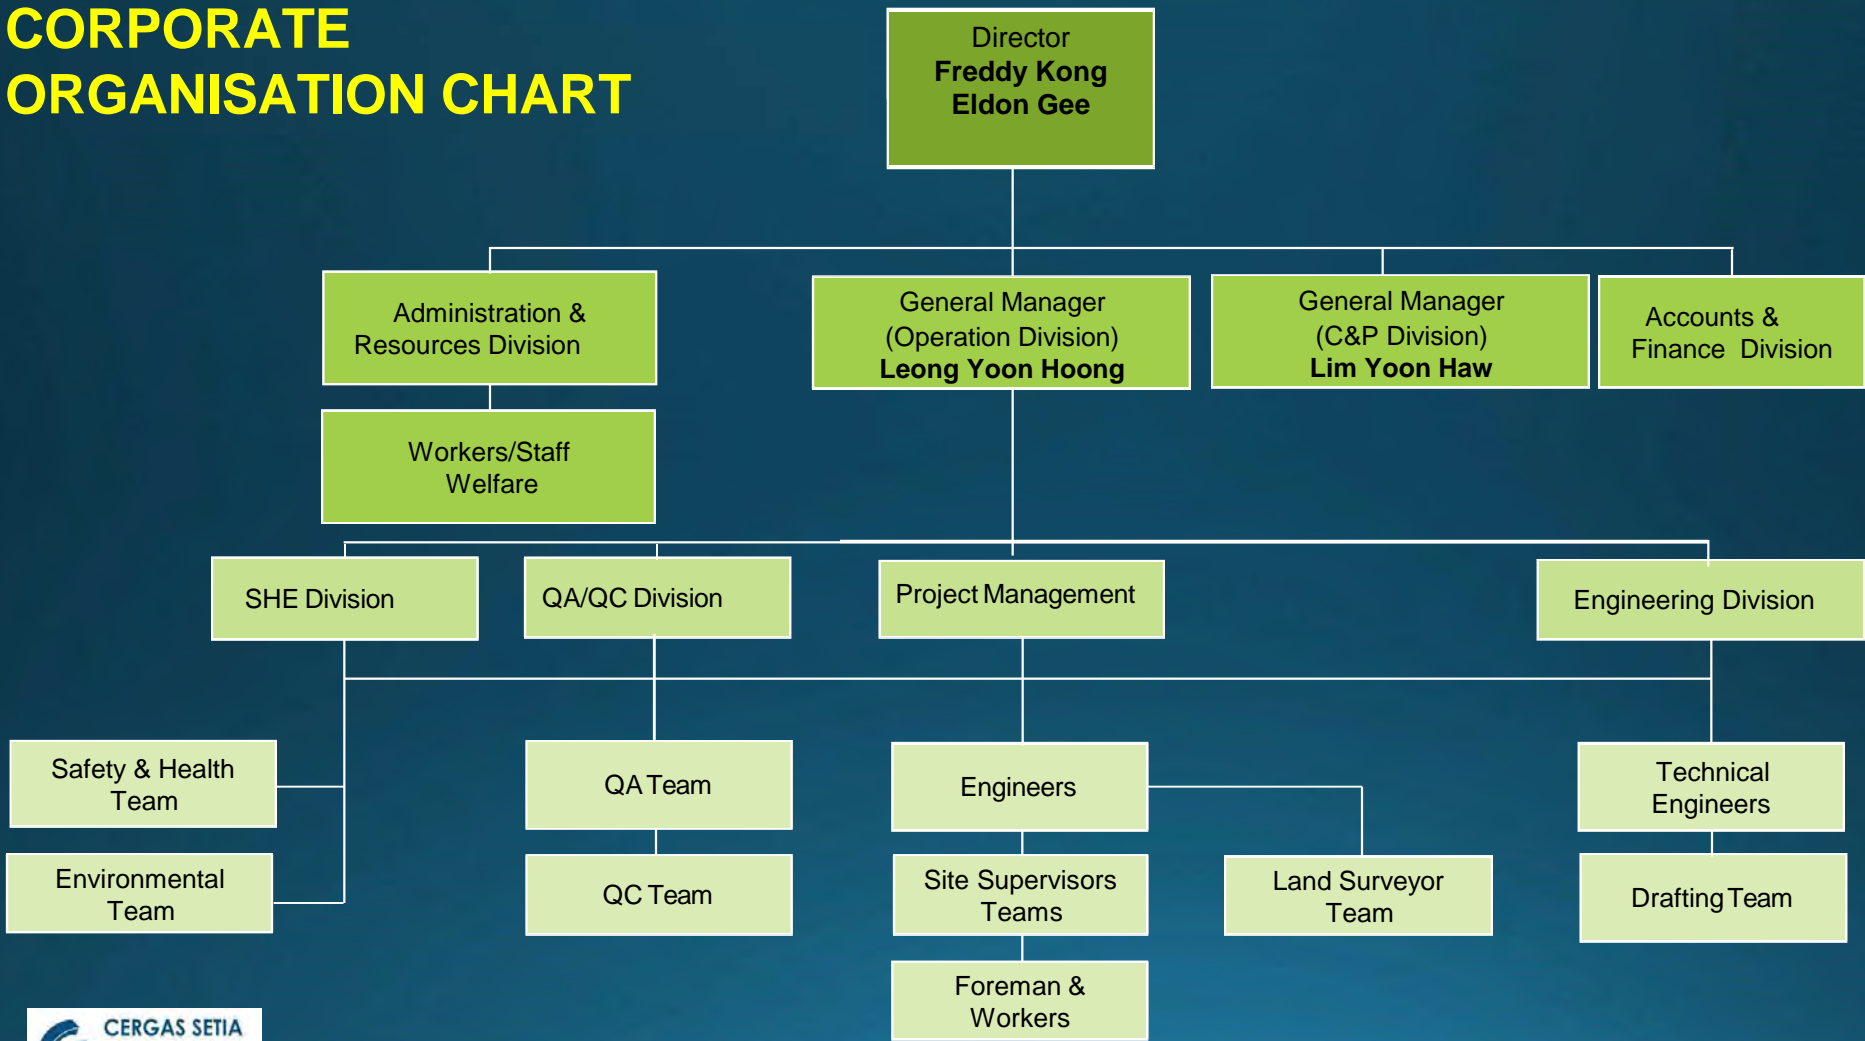 CORPORATE
ORGANISATION CHART
Director
Freddy Kong
Eldon Gee
Administration &
Resources Division
General Manager
(Operation Division)
Leong Yoon Hoong
General Manager
(C&P Division)
Lim Yoon Haw
Accounts &
Finance Division
Workers/Staff
Welfare
SHE Division
QA/QC Division
Project Management
Engineering Division
Safety & Health
Team
QA Team
Engineers
Technical
Engineers
Environmental
Team
QC Team
Site Supervisors
Teams
Land Surveyor
Team
Drafting Team
Foreman &
Workers
CERGAS SETIA